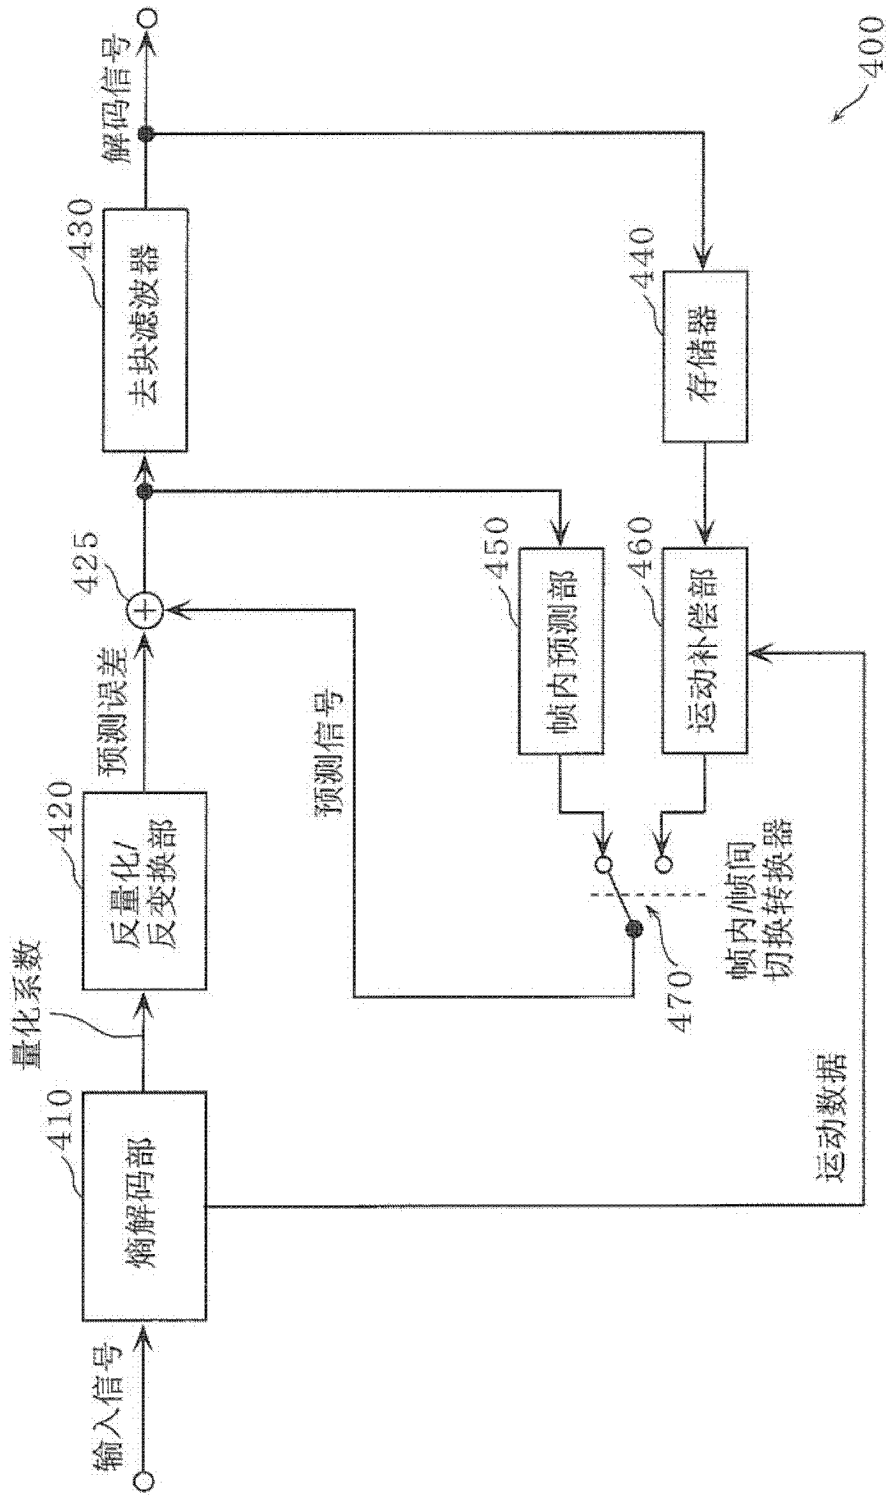 400
输入信号
410
熵解码部
量化系数
420
反量化/
反变换部
预测误差
425
430
去块滤波器
解码信号
预测信号
450
帧内预测部
440
存储器
460
运动补偿部
470
帧内/帧间
切换转换器
运动数据